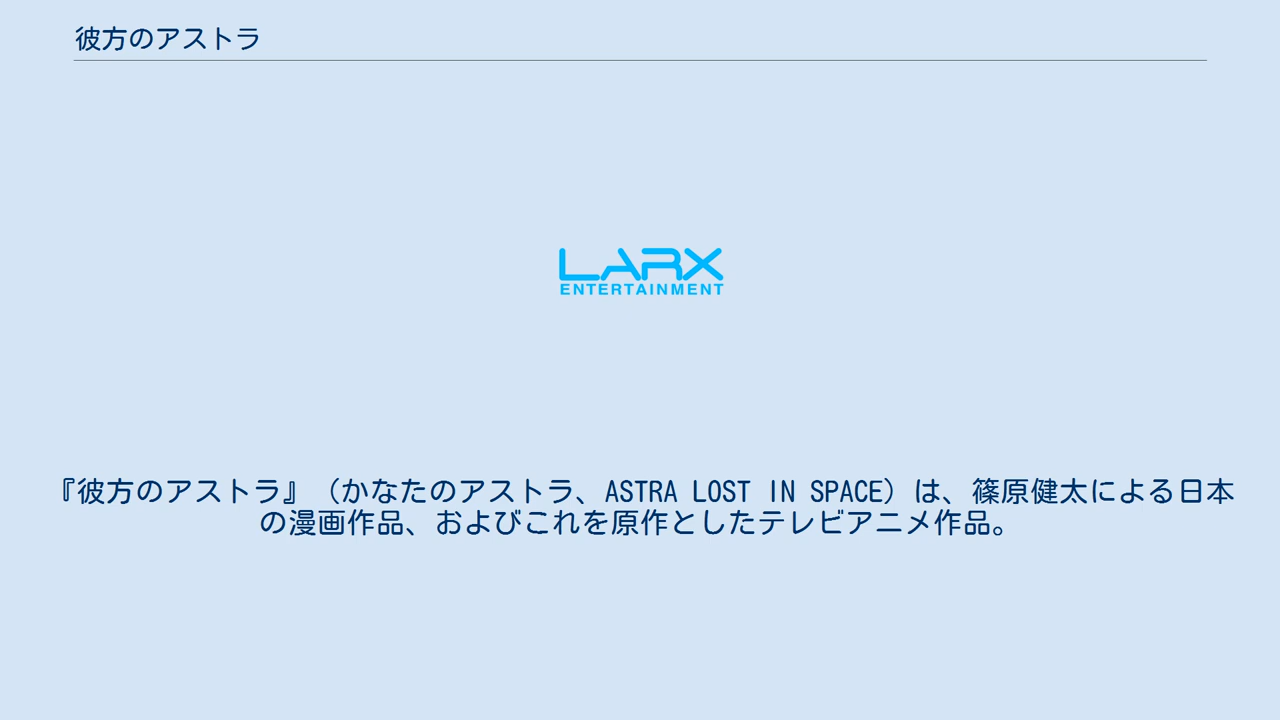 彼方のアストラ
LARX
ENTERTAINMENT
『彼方のアストラ』（かなたのアストラ、ASTRA LOST IN SPACE）は、篠原健太による日本
の漫画作品、およびこれを原作としたテレビアニメ作品。